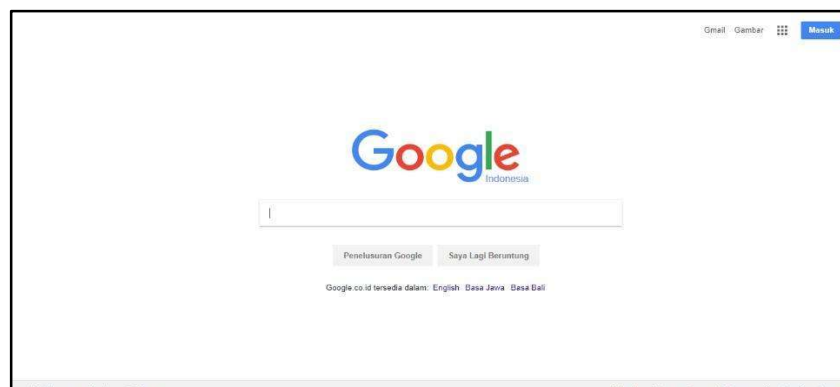 Gmail Gambar Masuk
Google
Indonesia
Penelusuran Google Saya Lagi Beruntung
Google.co.id tersedia dalam: English Basa Jawa Basa Bali